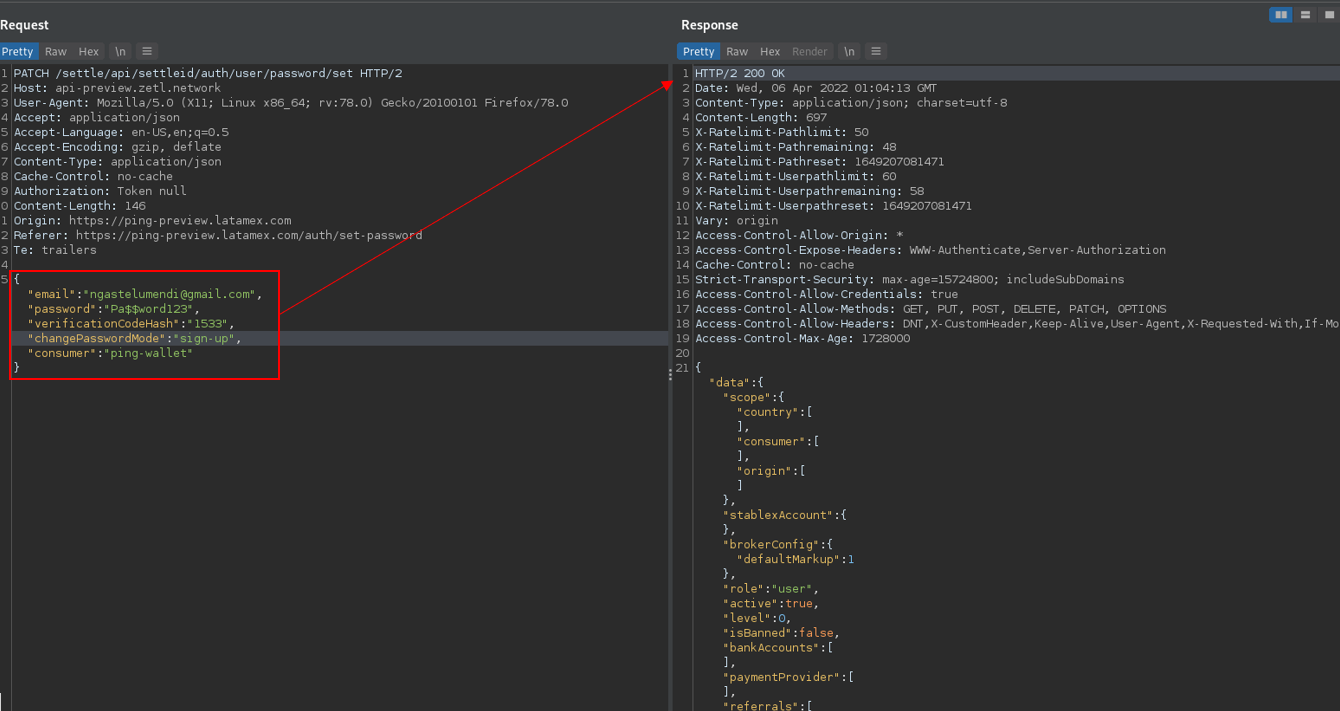 Request
Pretty Raw Hex \n
1 PATCH /settle/api/settleid/auth/user/password/set HTTP/2
2 Host: api-preview.zetl.network
3 User-Agent: Mozilla/5.0 (X11; Linux x86_64; rv:78.0) Gecko/20100101 Firefox/78.0
4 Accept: application/json
5 Accept-Language: en-US,en;q=0.5
6 Accept-Encoding: gzip, deflate
7 Content-Type: application/json
8 Cache-Control: no-cache
9 Authorization: Token null
0 Content-Length: 146
1 Origin: https://ping-preview.latamex.com
2 Referer: https://ping-preview.latamex.com/auth/set-password
3 Te: trailers
4
5 {
"email":"ngastelumendi@gmail.com",
"password":"Pa$$word123",
"verificationCodeHash":"1533",
"changePasswordMode":"sign-up",
"consumer":"ping-wallet"
}
Response
Pretty Raw Hex Render \n
1 HTTP/2 200 OK
2 Date: Wed, 06 Apr 2022 01:04:13 GMT
3 Content-Type: application/json; charset=utf-8
4 Content-Length: 697
5 X-Ratelimit-Pathlimit: 50
6 X-Ratelimit-Pathremaining: 48
7 X-Ratelimit-Pathreset: 1649207081471
8 X-Ratelimit-Userpathlimit: 60
9 X-Ratelimit-Userpathremaining: 58
10 X-Ratelimit-Userpathreset: 1649207081471
11 Vary: origin
12 Access-Control-Allow-Origin: *
13 Access-Control-Expose-Headers: WWW-Authenticate,Server-Authorization
14 Cache-Control: no-cache
15 Strict-Transport-Security: max-age=15724800; includeSubDomains
16 Access-Control-Allow-Credentials: true
17 Access-Control-Allow-Methods: GET, PUT, POST, DELETE, PATCH, OPTIONS
18 Access-Control-Allow-Headers: DNT,X-CustomHeader,Keep-Alive,User-Agent,X-Requested-With,If-Mo
19 Access-Control-Max-Age: 1728000
20
21 {
"data":{
"scope":{
"country":[
],
"consumer":[
],
"origin":[
]
},
"stablexAccount":{
},
"brokerConfig":{
"defaultMarkup":1
},
"role":"user",
"active":true,
"level":0,
"isBanned":false,
"bankAccounts":[
],
"paymentProvider":[
],
"referrals":[